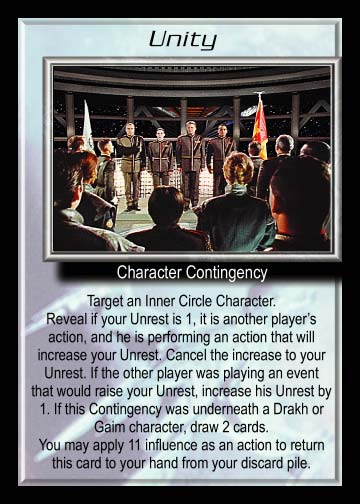 Unity
Character Contingency
Target an Inner Circle Character.
Reveal if your Unrest is 1, it is another player's
action, and he is performing an action that will
increase your Unrest. Cancel the increase to your
Unrest. If the other player was playing an event
that would raise your Unrest, increase his Unrest by
1. If this Contingency was underneath a Drakh or
Gaim character, draw 2 cards.
You may apply 11 influence as an action to return
this card to your hand from your discard pile.